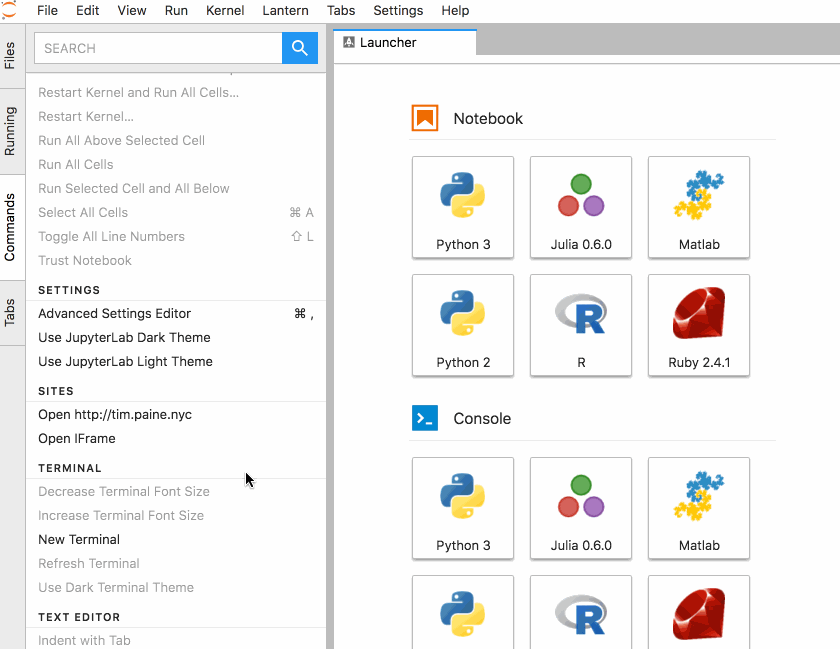 File Edit View Run Kernel Lantern Tabs Settings Help
Files
Running
Commands
Tabs
SEARCH
Restart Kernel and Run All Cells...
Restart Kernel...
Run All Above Selected Cell
Run All Cells
Run Selected Cell and All Below
Select All Cells ⌘ A
Toggle All Line Numbers ⇧ L
Trust Notebook
SETTINGS
Advanced Settings Editor ⌘ ,
Use JupyterLab Dark Theme
Use JupyterLab Light Theme
SITES
Open http://tim.paine.nyc
Open IFrame
TERMINAL
Decrease Terminal Font Size
Increase Terminal Font Size
New Terminal
Refresh Terminal
Use Dark Terminal Theme
TEXT EDITOR
Indent with Tab
Launcher
Notebook
Python 3 Julia 0.6.0 Matlab
Python 2 R Ruby 2.4.1
Console
Python 3 Julia 0.6.0 Matlab